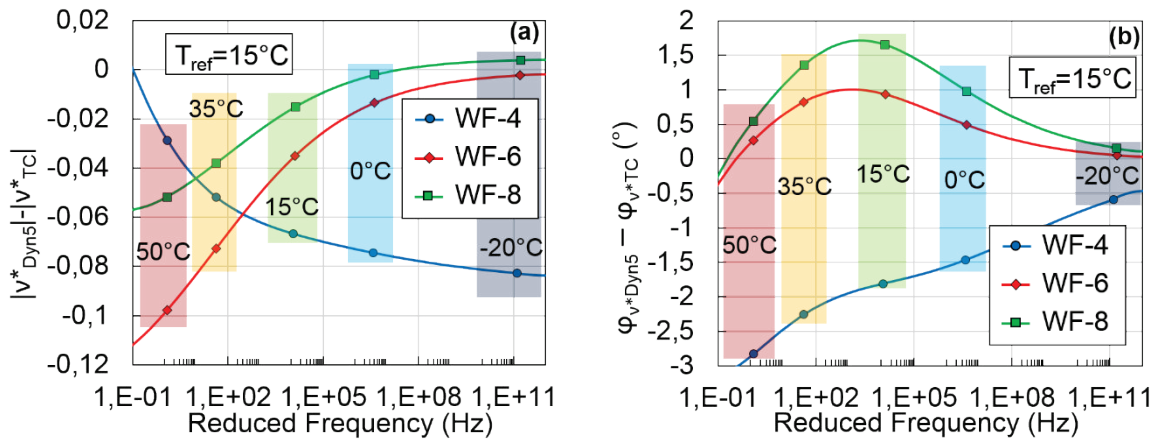 (a)
T_ref=15°C
0,02
0
-0,02
-0,04
-0,06
-0,08
-0,1
-0,12
|v*_Dyn5|-|v*_TC|
50°C
35°C
15°C
0°C
-20°C
WF-4
WF-6
WF-8
1,E-01 1,E+02 1,E+05 1,E+08 1,E+11
Reduced Frequency (Hz)
(b)
T_ref=15°C
2
1,5
1
0,5
0
-0,5
-1
-1,5
-2
-2,5
-3
φ_v*Dyn5 – φ_v*TC (°)
50°C
35°C
15°C
0°C
-20°C
WF-4
WF-6
WF-8
1,E-01 1,E+02 1,E+05 1,E+08 1,E+11
Reduced Frequency (Hz)